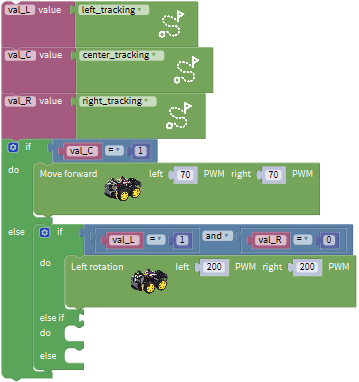 val_L value left_tracking
val_C value center_tracking
val_R value right_tracking
if val_C = 1
do Move forward left 70 PWM right 70 PWM
else if val_L = 1 and val_R = 0
do Left rotation left 200 PWM right 200 PWM
else if
do
else